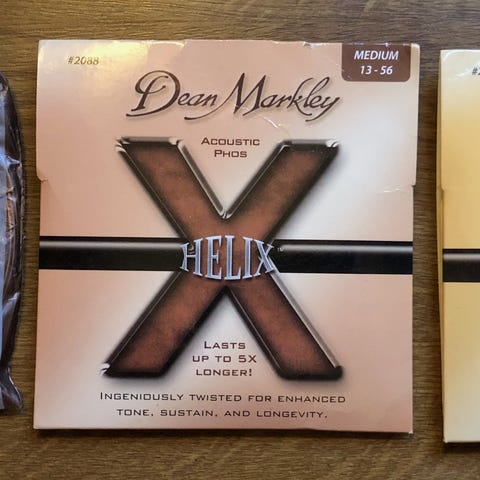 #2088
MEDIUM
13 - 56
Dean Markley
ACOUSTIC
PHOS
HELIX
LASTS
UP TO 5X
LONGER!
INGENIOUSLY TWISTED FOR ENHANCED
TONE, SUSTAIN, AND LONGEVITY.